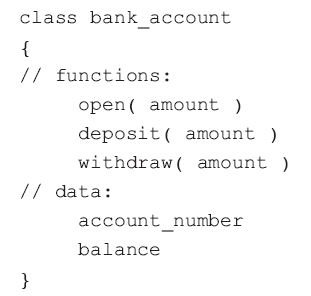 class bank_account
{
// functions:
open( amount )
deposit( amount )
withdraw( amount )
// data:
account_number
balance
}